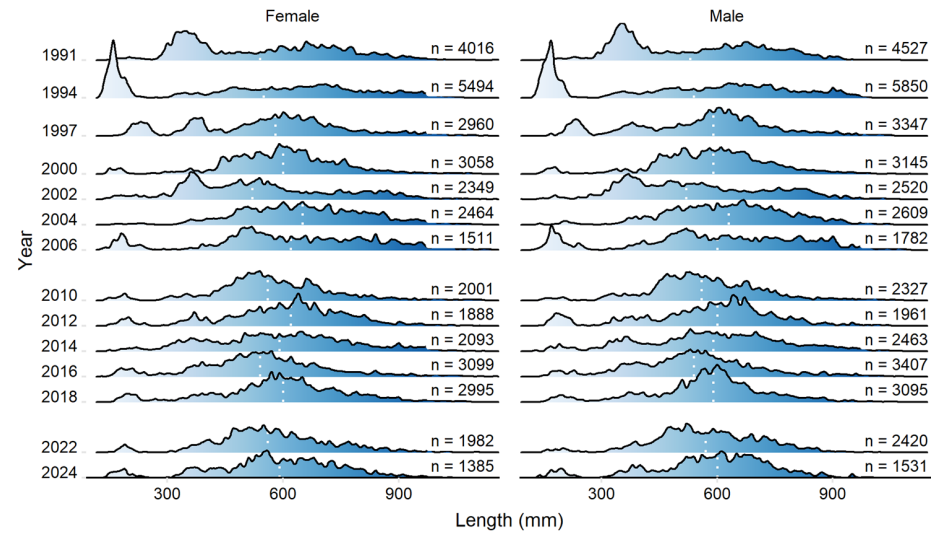 Female Male
1991 n = 4016 n = 4527
1994 n = 5494 n = 5850
1997 n = 2960 n = 3347
2000 n = 3058 n = 3145
2002 n = 2349 n = 2520
2004 n = 2464 n = 2609
2006 n = 1511 n = 1782
Year
2010 n = 2001 n = 2327
2012 n = 1888 n = 1961
2014 n = 2093 n = 2463
2016 n = 3099 n = 3407
2018 n = 2995 n = 3095
2022 n = 1982 n = 2420
2024 n = 1385 n = 1531
300 600 900 300 600 900
Length (mm)